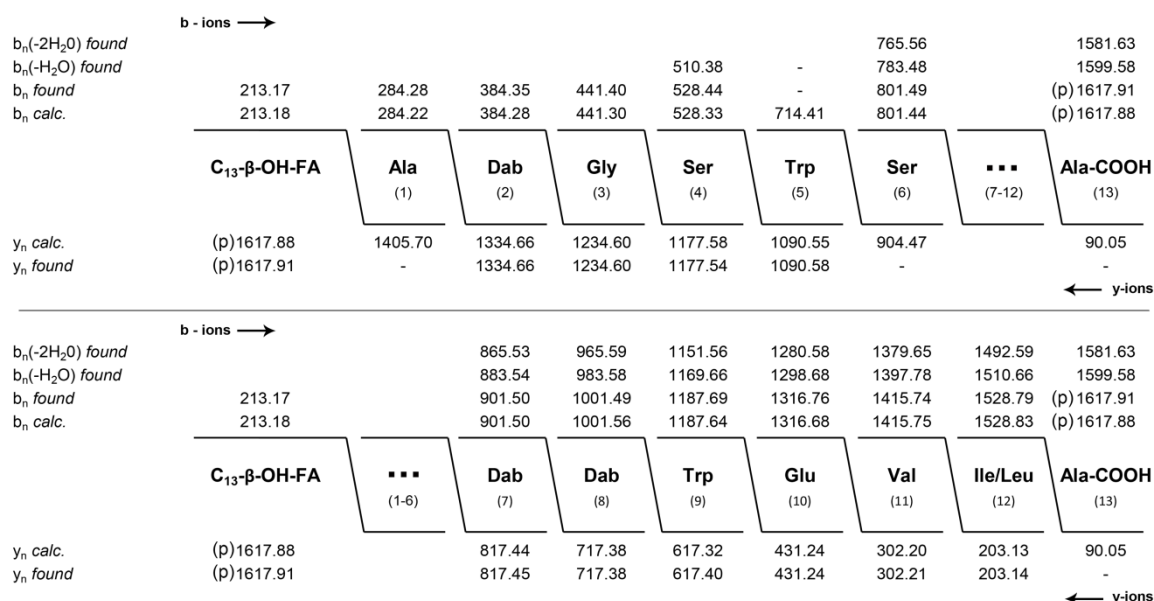 b - ions →
bn(-2H20) found 765.56 1581.63
bn(-H2O) found 510.38 - 783.48 1599.58
bn found 213.17 284.28 384.35 441.40 528.44 - 801.49 (p) 1617.91
bn calc. 213.18 284.22 384.28 441.30 528.33 714.41 801.44 (p) 1617.88
C13-β-OH-FA Ala Dab Gly Ser Trp Ser ▪▪▪ Ala-COOH
(1) (2) (3) (4) (5) (6) (7-12) (13)
yn calc. (p)1617.88 1405.70 1334.66 1234.60 1177.58 1090.55 904.47 90.05
yn found (p)1617.91 - 1334.66 1234.60 1177.54 1090.58 - -
← y-ions
b - ions →
bn(-2H20) found 865.53 965.59 1151.56 1280.58 1379.65 1492.59 1581.63
bn(-H2O) found 883.54 983.58 1169.66 1298.68 1397.78 1510.66 1599.58
bn found 213.17 901.50 1001.49 1187.69 1316.76 1415.74 1528.79 (p) 1617.91
bn calc. 213.18 901.50 1001.56 1187.64 1316.68 1415.75 1528.83 (p) 1617.88
C13-β-OH-FA ▪▪▪ Dab Dab Trp Glu Val Ile/Leu Ala-COOH
(1-6) (7) (8) (9) (10) (11) (12) (13)
yn calc. (p)1617.88 817.44 717.38 617.32 431.24 302.20 203.13 90.05
yn found (p)1617.91 817.45 717.38 617.40 431.24 302.21 203.14 -
← y-ions